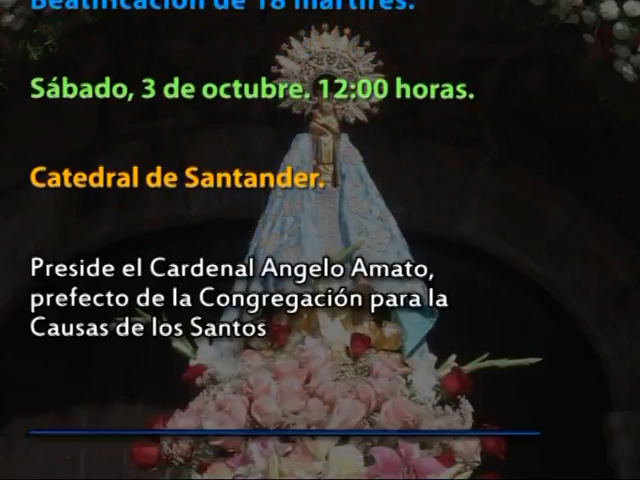 Beatificación de 18 mártires.
Sábado, 3 de octubre. 12:00 horas.
Catedral de Santander.
Preside el Cardenal Angelo Amato,
prefecto de la Congregación para la
Causas de los Santos